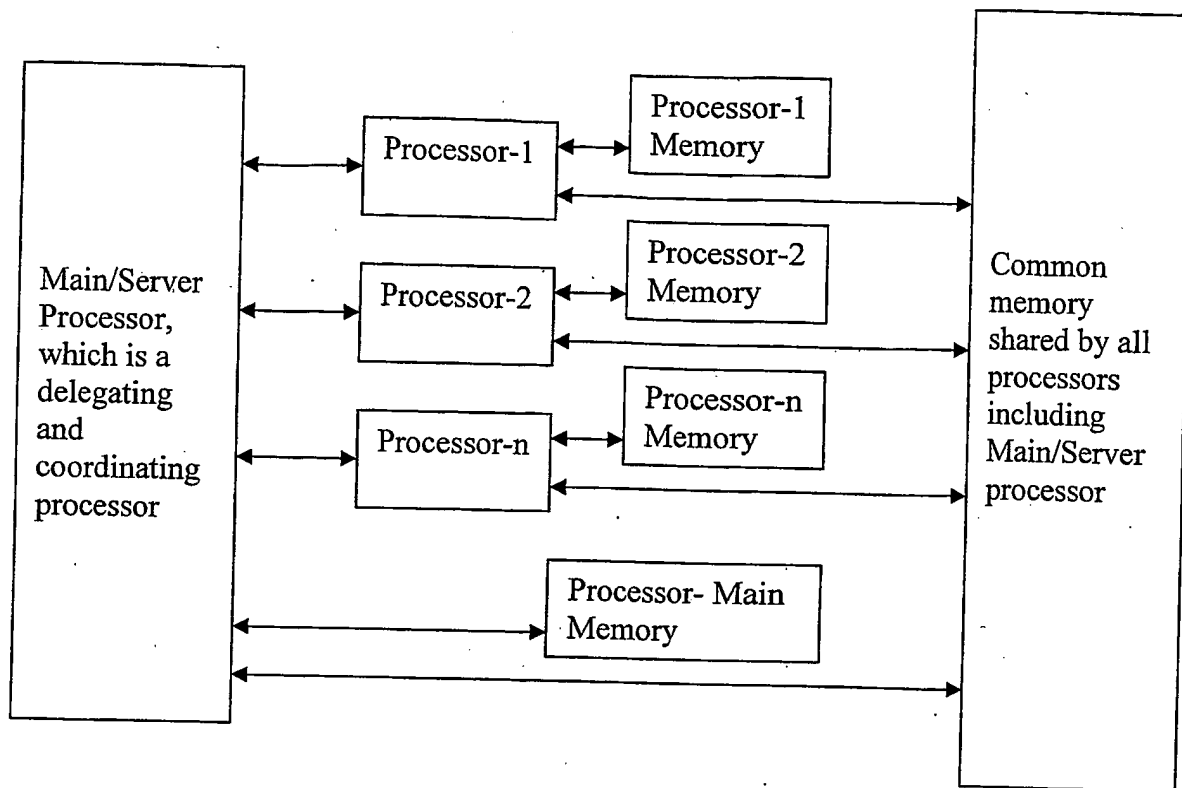 Main/Server
Processor,
which is a
delegating
and
coordinating
processor
Processor-1
Processor-1
Memory
Processor-2
Processor-2
Memory
Processor-n
Processor-n
Memory
Processor- Main
Memory
Common
memory
shared by all
processors
including
Main/Server
processor